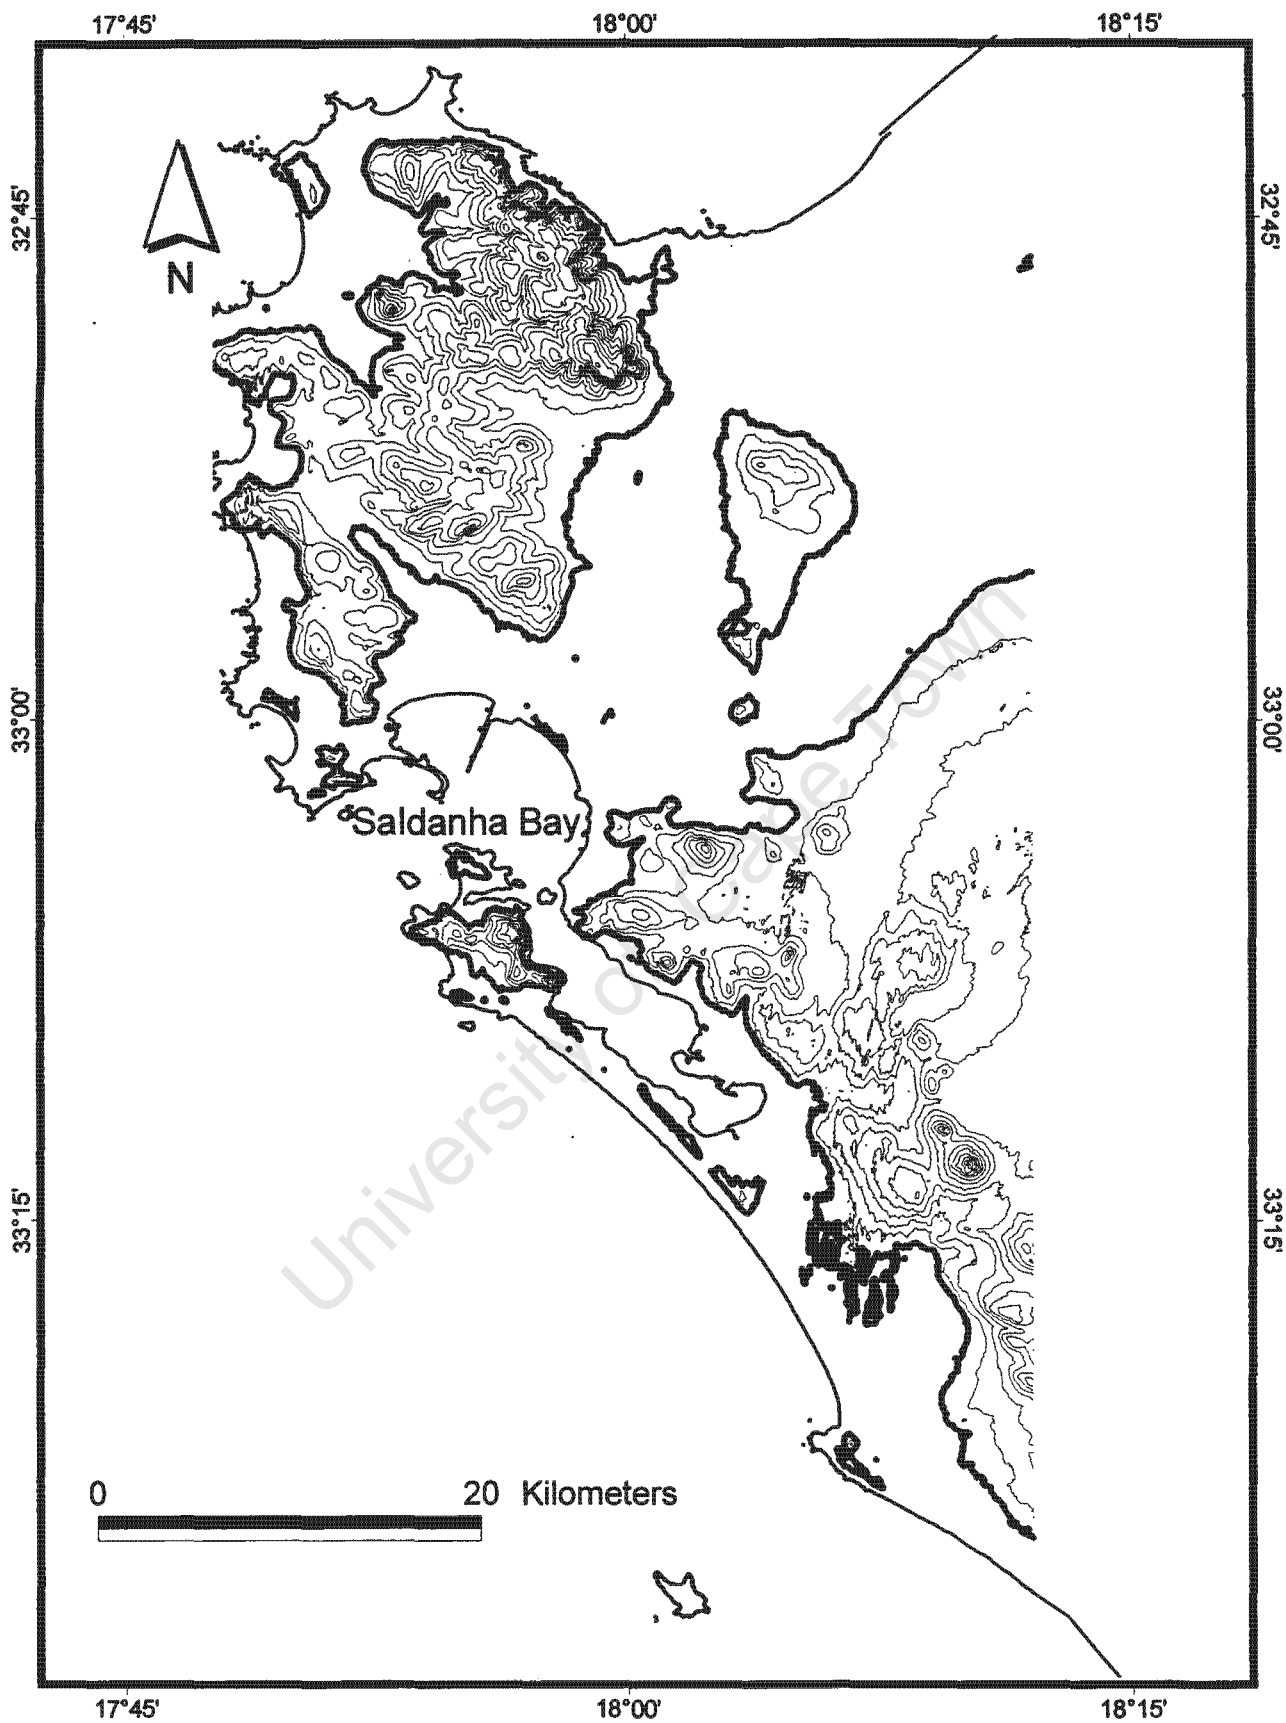 17°45' 18°00' 18°15'
N
32°45' 32°45'
33°00' 33°00'
Saldanha Bay
University of Cape Town
33°15' 33°15'
0 20 Kilometers
17°45' 18°00' 18°15'